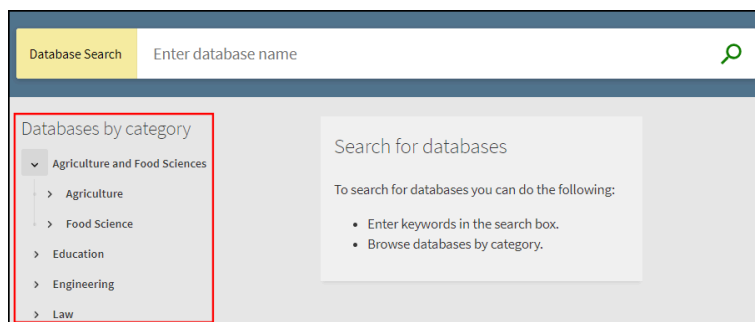 Database Search
Enter database name
Databases by category
Agriculture and Food Sciences
Agriculture
Food Science
Education
Engineering
Law
Search for databases
To search for databases you can do the following:
• Enter keywords in the search box.
• Browse databases by category.